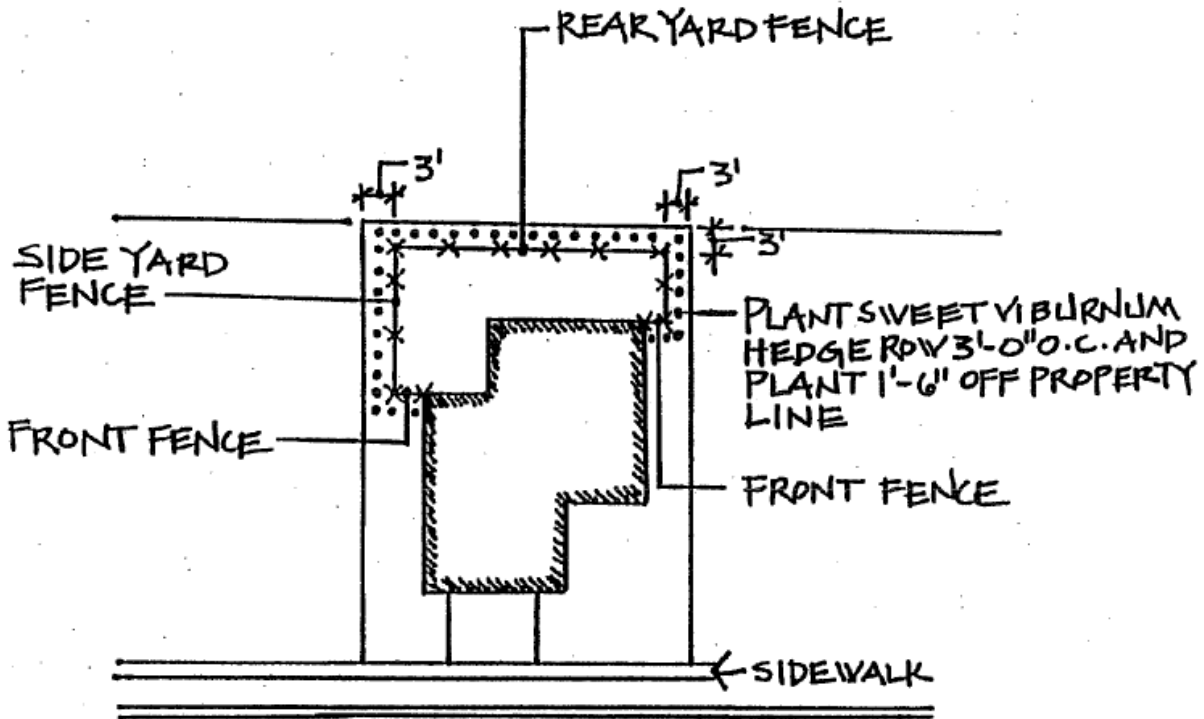 REAR YARD FENCE
3'
3'
3'
SIDE YARD
FENCE
PLANT SWEET VIBURNUM
HEDGE ROW 3'-0" O.C. AND
PLANT 1'-6" OFF PROPERTY
LINE
FRONT FENCE
FRONT FENCE
SIDEWALK